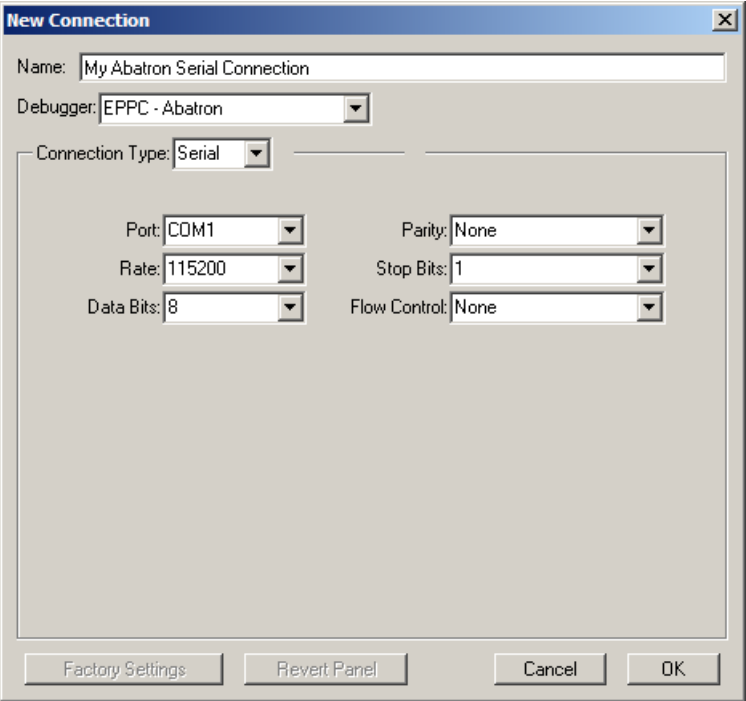 New Connection
Name: My Abatron Serial Connection
Debugger: EPPC - Abatron
Connection Type: Serial
Port: COM1 Parity: None
Rate: 115200 Stop Bits: 1
Data Bits: 8 Flow Control: None
Factory Settings Revert Panel Cancel OK